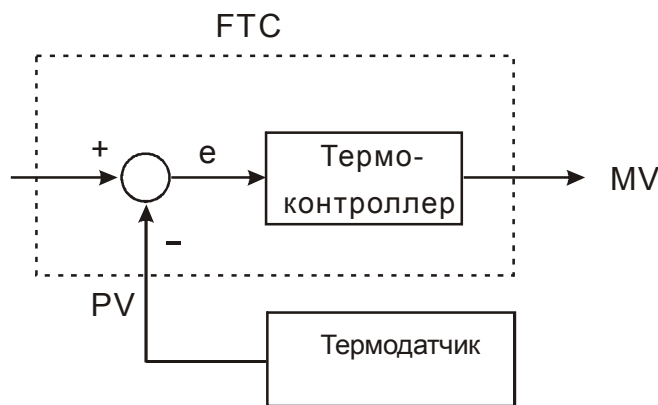 FTC
+
e
Термо-
контроллер
MV
–
PV
Термодатчик